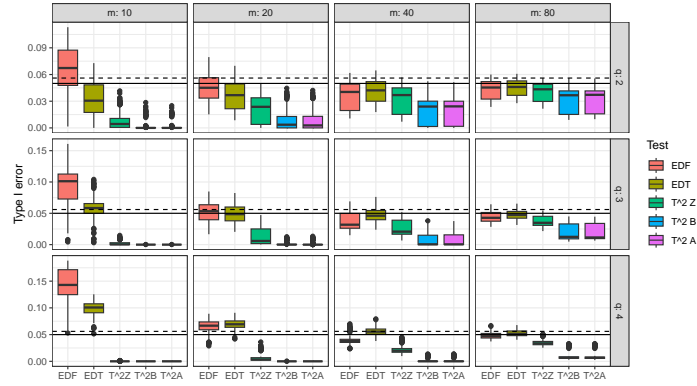 m: 10 m: 20 m: 40 m: 80
0.09
0.06
0.03
0.00
q: 2
0.15
0.10
0.05
0.00
q: 3
0.15
0.10
0.05
0.00
q: 4
Type I error
EDF EDT T^2Z T^2B T^2A EDF EDT T^2Z T^2B T^2A EDF EDT T^2Z T^2B T^2A EDF EDT T^2Z T^2B T^2A
Test
EDF
EDT
T^2 Z
T^2 B
T^2 A